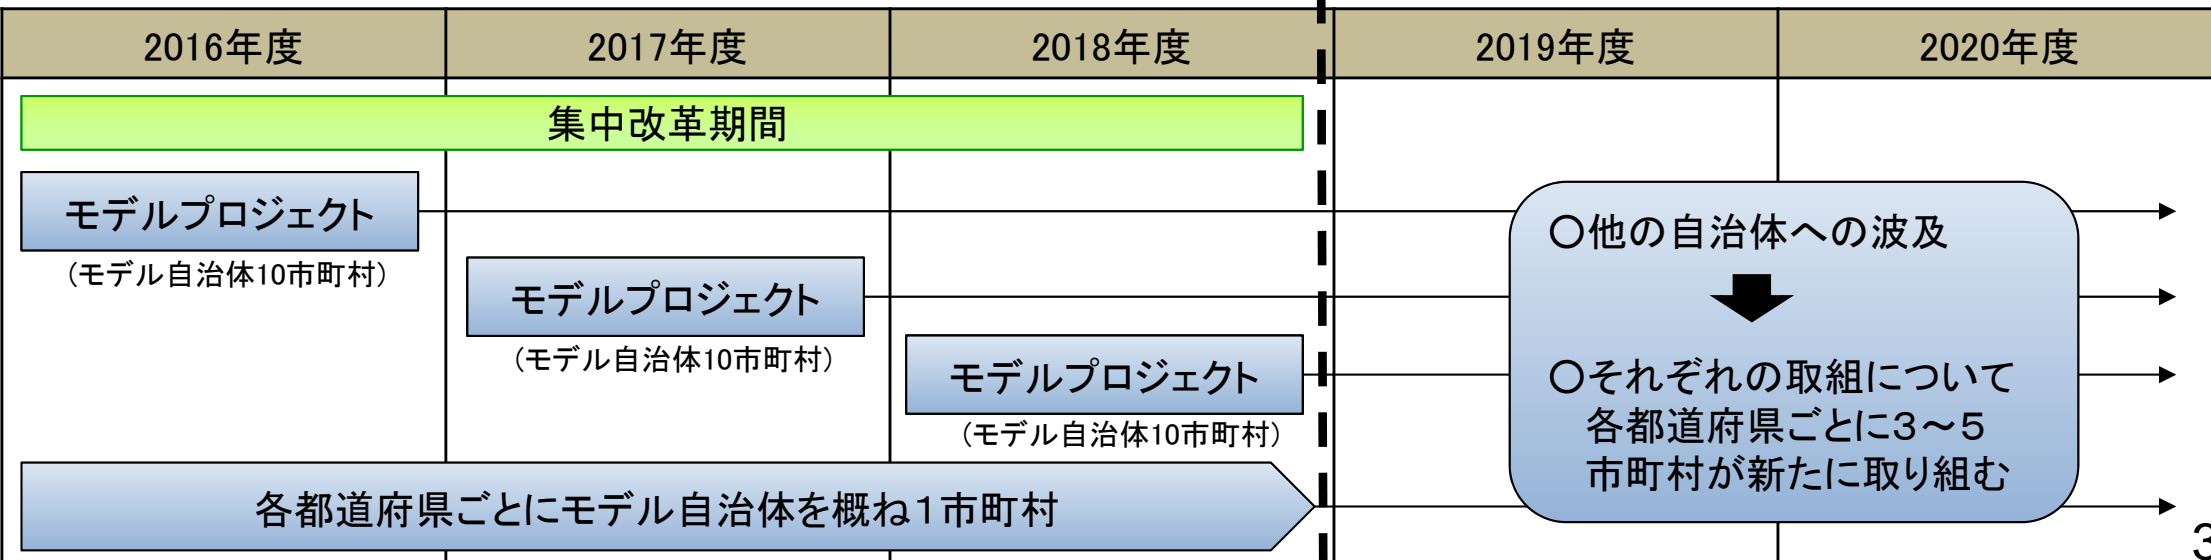 2016年度
2017年度
2018年度
2019年度
2020年度
集中改革期間
モデルプロジェクト
(モデル自治体10市町村)
モデルプロジェクト
(モデル自治体10市町村)
モデルプロジェクト
(モデル自治体10市町村)
各都道府県ごとにモデル自治体を概ね１市町村
○他の自治体への波及
○それぞれの取組について
各都道府県ごとに３～５
市町村が新たに取り組む
3